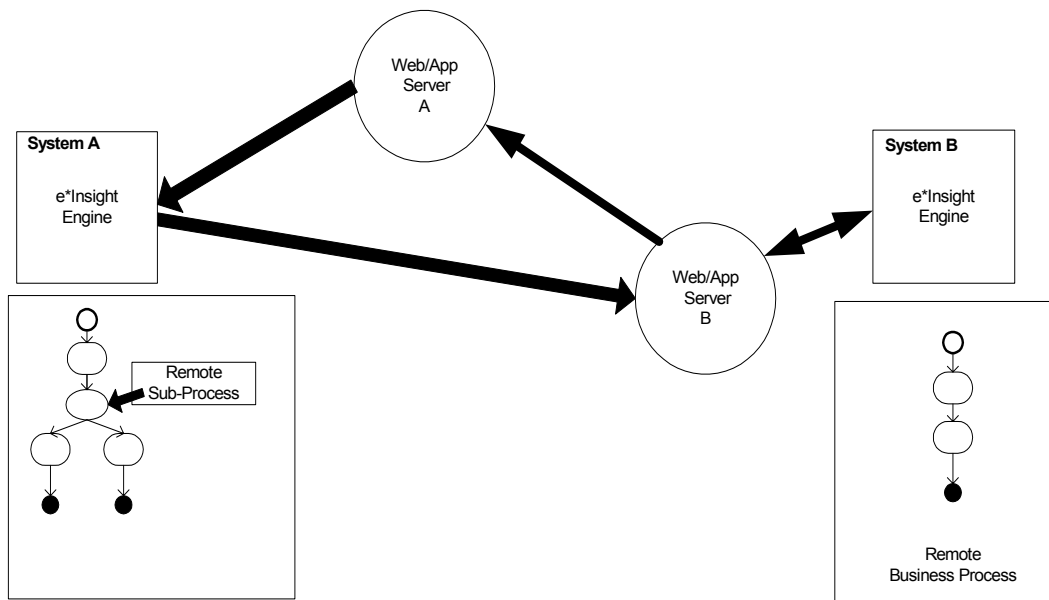 Web/App
Server
A
System A
e*Insight
Engine
System B
e*Insight
Engine
Web/App
Server
B
Remote
Sub-Process
Remote
Business Process